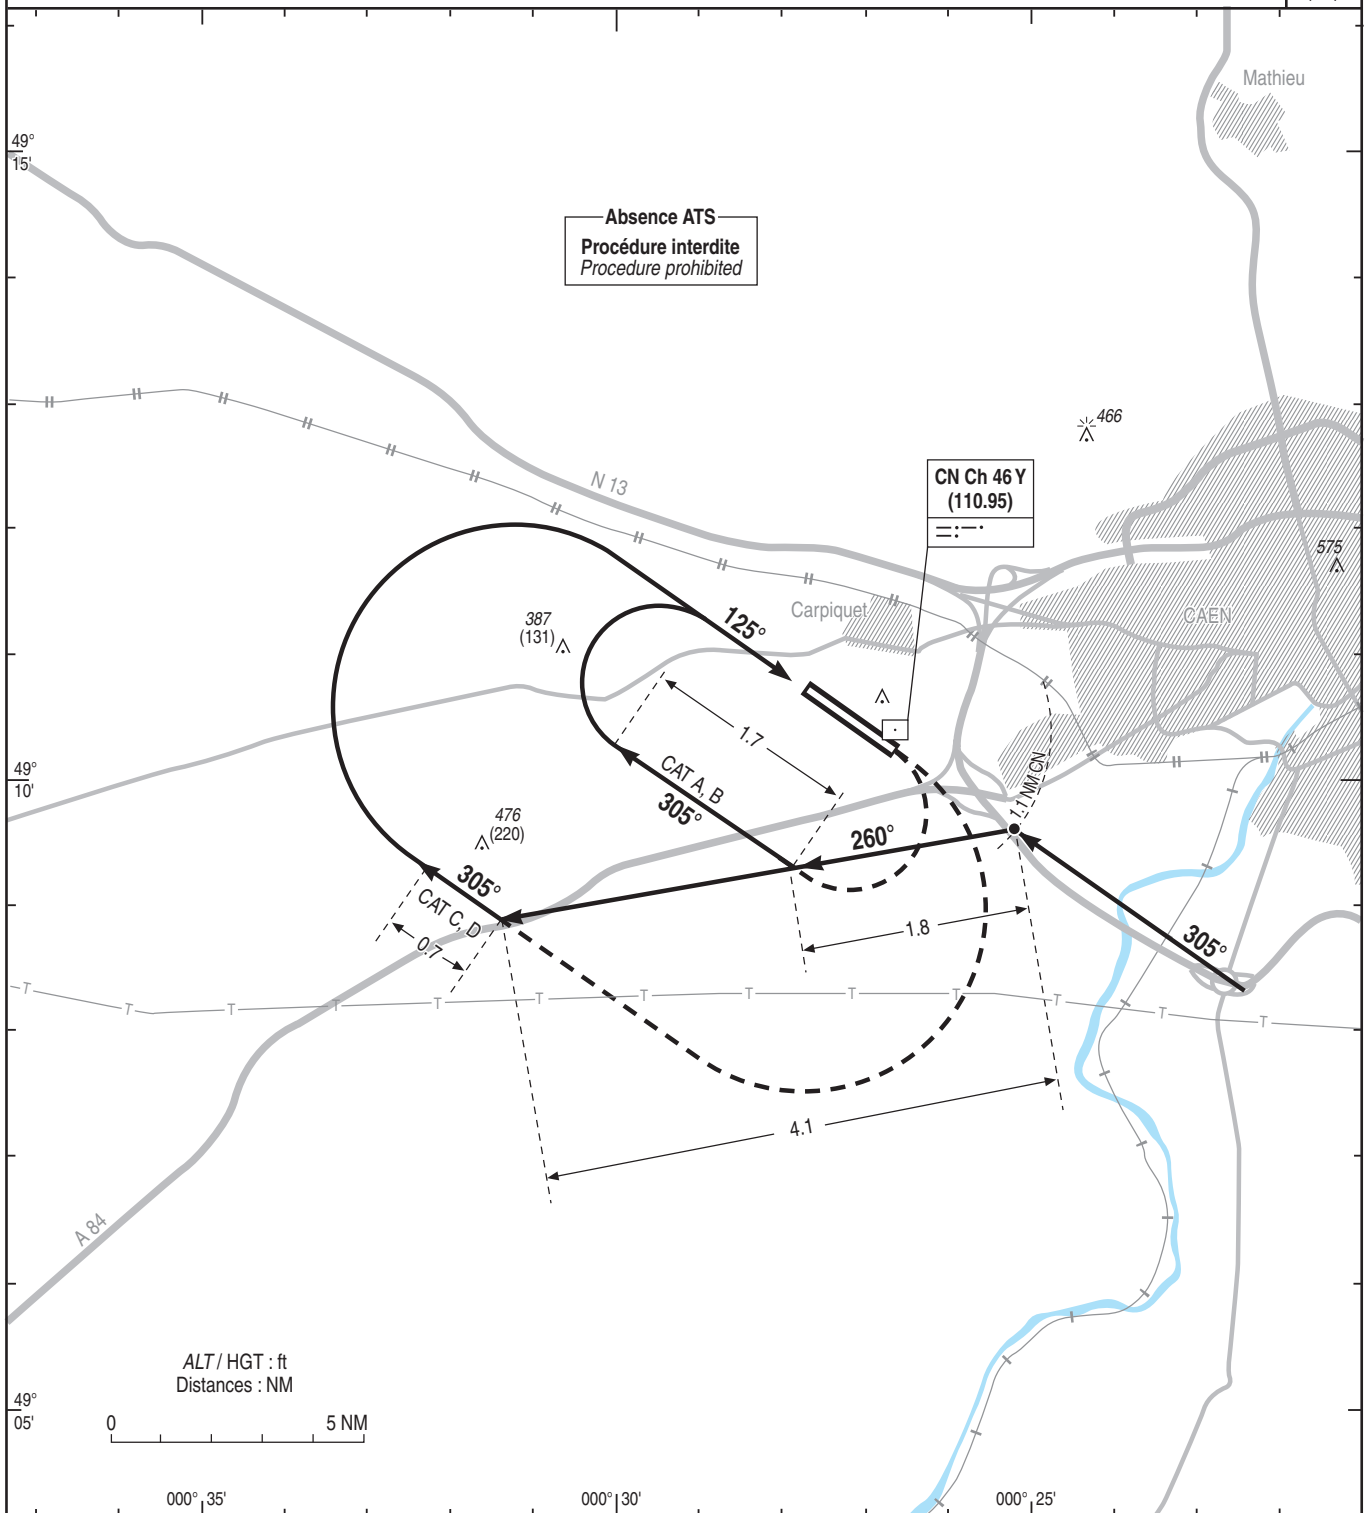 Mathieu
49°
15'
Absence ATS
Procédure interdite
Procedure prohibited
466
N 13
CN Ch 46 Y
(110.95)
575
Carpiquet
CAEN
387
(131)
125°
1.7
CAT A, B
305°
1.1 NM CN
49°
10'
476
(220)
260°
305°
CAT C, D
0.7
1.8
305°
T T T T T T T T T T T T T
4.1
A 84
ALT / HGT : ft
Distances : NM
0 5 NM
49°
05'
000° 35' 000° 30' 000° 25'